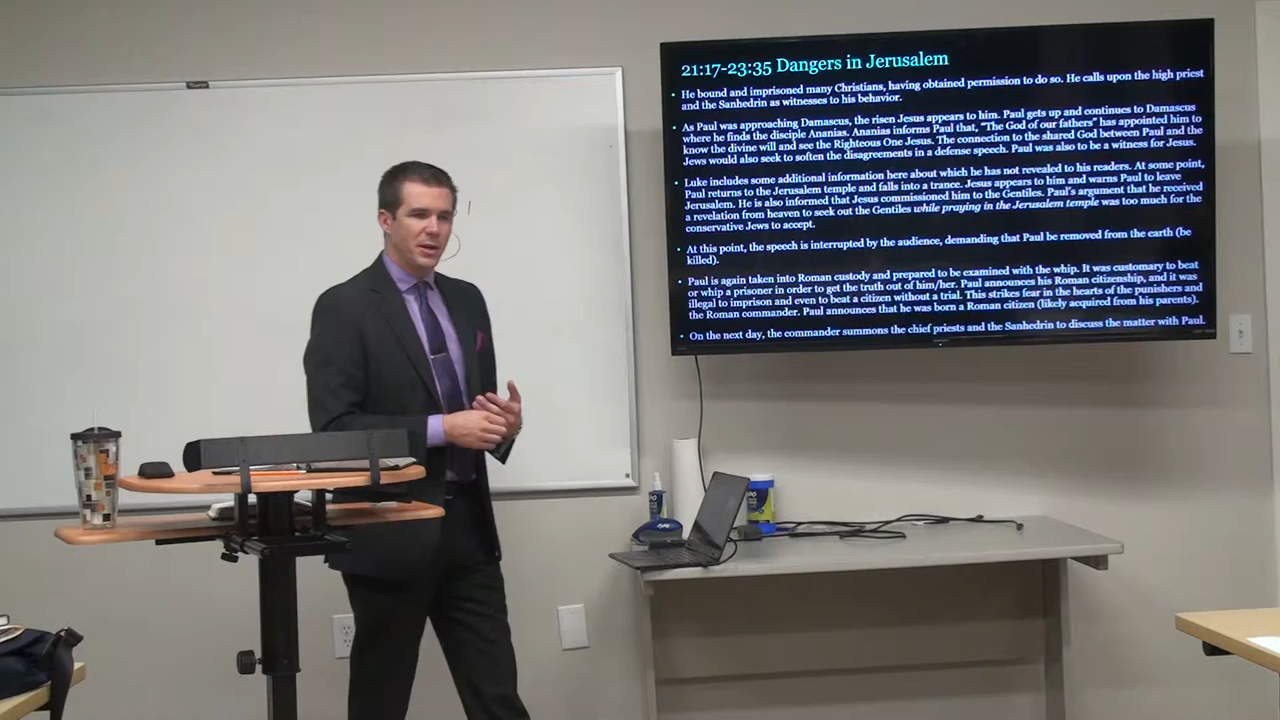 21:17-23:35 Dangers in Jerusalem
• He bound and imprisoned many Christians, having obtained permission to do so. He calls upon the high priest
and the Sanhedrin as witnesses to his behavior.
• As Paul was approaching Damascus, the risen Jesus appears to him. Paul gets up and continues to Damascus
where he finds the disciple Ananias. Ananias informs Paul that, "The God of our fathers" has appointed him to
know the divine will and see the Righteous One Jesus. The connection to the shared God between Paul and the
Jews would also seek to soften the disagreements in a defense speech. Paul was also to be a witness for Jesus.
• Luke includes some additional information here about which he has not revealed to his readers. At some point,
Paul returns to the Jerusalem temple and falls into a trance. Jesus appears to him and warns Paul to leave
Jerusalem. He is also informed that Jesus commissioned him to the Gentiles. Paul's argument that he received
a revelation from heaven to seek out the Gentiles while praying in the Jerusalem temple was too much for the
conservative Jews to accept.
• At this point, the speech is interrupted by the audience, demanding that Paul be removed from the earth (be
killed).
• Paul is again taken into Roman custody and prepared to be examined with the whip. It was customary to beat
or whip a prisoner in order to get the truth out of him/her. Paul announces his Roman citizenship, and it was
illegal to imprison and even to beat a citizen without a trial. This strikes fear in the hearts of the punishers and
the Roman commander. Paul announces that he was born a Roman citizen (likely acquired from his parents).
• On the next day, the commander summons the chief priests and the Sanhedrin to discuss the matter with Paul.